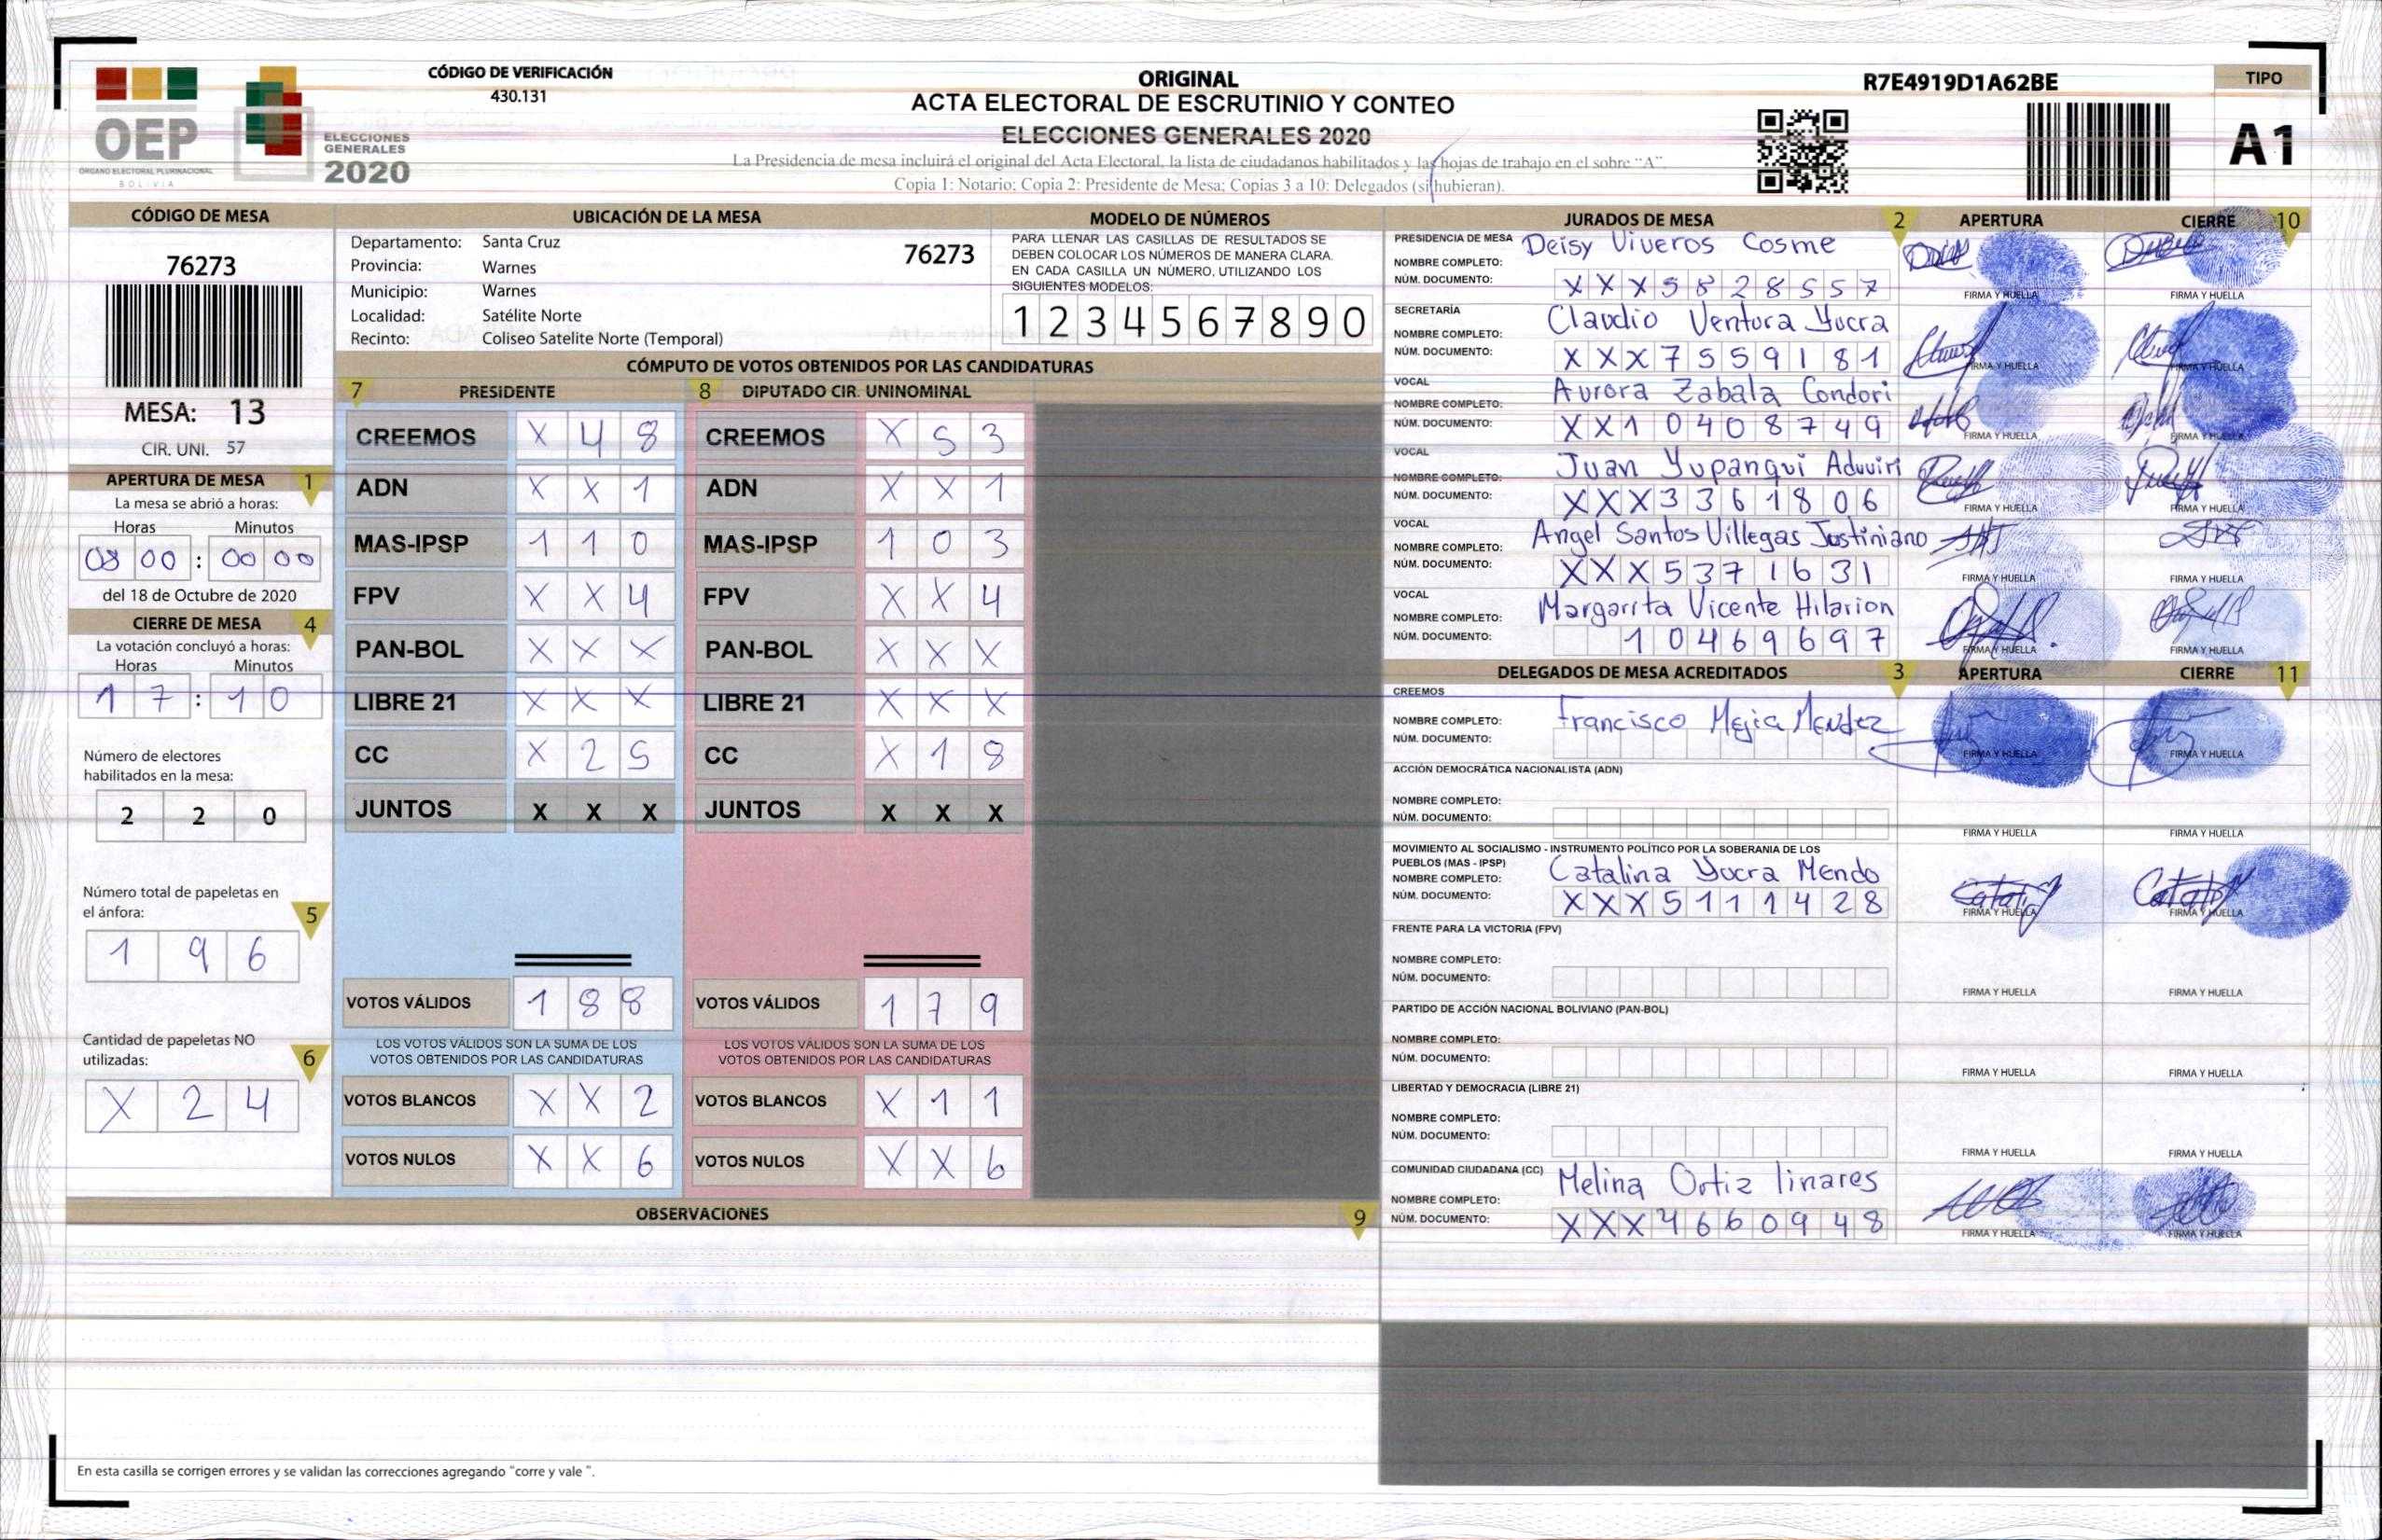 OEP
ÓRGANO ELECTORAL PLURINACIONAL
BOLIVIA
ELECCIONES
GENERALES
2020
CÓDIGO DE VERIFICACIÓN
430.131
ORIGINAL
ACTA ELECTORAL DE ESCRUTINIO Y CONTEO
ELECCIONES GENERALES 2020
La Presidencia de mesa incluirá el original del Acta Electoral, la lista de ciudadanos habilitados y las hojas de trabajo en el sobre "A".
Copia 1: Notario; Copia 2: Presidente de Mesa; Copias 3 a 10: Delegados (si hubieran).
R7E4919D1A62BE
TIPO
A1
CÓDIGO DE MESA
76273
MESA: 13
CIR. UNI. 57
APERTURA DE MESA 1
La mesa se abrió a horas:
Horas Minutos
08 00 : 00 00
del 18 de Octubre de 2020
CIERRE DE MESA 4
La votación concluyó a horas:
Horas Minutos
1 7 : 1 0
Número de electores
habilitados en la mesa:
2 2 0
Número total de papeletas en
el ánfora: 5
1 9 6
Cantidad de papeletas NO
utilizadas: 6
X 2 4
UBICACIÓN DE LA MESA
Departamento: Santa Cruz 76273
Provincia: Warnes
Municipio: Warnes
Localidad: Satélite Norte
Recinto: Coliseo Satelite Norte (Temporal)
MODELO DE NÚMEROS
PARA LLENAR LAS CASILLAS DE RESULTADOS SE
DEBEN COLOCAR LOS NÚMEROS DE MANERA CLARA.
EN CADA CASILLA UN NÚMERO, UTILIZANDO LOS
SIGUIENTES MODELOS:
1 2 3 4 5 6 7 8 9 0
CÓMPUTO DE VOTOS OBTENIDOS POR LAS CANDIDATURAS
7 PRESIDENTE 8 DIPUTADO CIR. UNINOMINAL
CREEMOS X 4 8 CREEMOS X 5 3
ADN X X 1 ADN X X 1
MAS-IPSP 1 1 0 MAS-IPSP 1 0 3
FPV X X 4 FPV X X 4
PAN-BOL X X X PAN-BOL X X X
LIBRE 21 X X X LIBRE 21 X X X
CC X 2 5 CC X 1 8
JUNTOS X X X JUNTOS X X X
VOTOS VÁLIDOS 1 8 8 VOTOS VÁLIDOS 1 7 9
LOS VOTOS VÁLIDOS SON LA SUMA DE LOS LOS VOTOS VÁLIDOS SON LA SUMA DE LOS
VOTOS OBTENIDOS POR LAS CANDIDATURAS VOTOS OBTENIDOS POR LAS CANDIDATURAS
VOTOS BLANCOS X X 2 VOTOS BLANCOS X 1 1
VOTOS NULOS X X 6 VOTOS NULOS X X 6
OBSERVACIONES 9
En esta casilla se corrigen errores y se validan las correcciones agregando "corre y vale ".
JURADOS DE MESA 2 APERTURA CIERRE 10
PRESIDENCIA DE MESA
NOMBRE COMPLETO: Deisy Viveros Cosme
NÚM. DOCUMENTO: X X X 5 8 2 8 5 5 7 FIRMA Y HUELLA FIRMA Y HUELLA
SECRETARÍA
NOMBRE COMPLETO: Claudio Ventura Yucra
NÚM. DOCUMENTO: X X X 7 5 5 9 1 8 1 FIRMA Y HUELLA FIRMA Y HUELLA
VOCAL
NOMBRE COMPLETO: Aurora Zabala Condori
NÚM. DOCUMENTO: X X 1 0 4 0 8 7 4 9 FIRMA Y HUELLA FIRMA Y HUELLA
VOCAL
NOMBRE COMPLETO: Juan Yupanqui Aduviri
NÚM. DOCUMENTO: X X X 3 3 6 1 8 0 6 FIRMA Y HUELLA FIRMA Y HUELLA
VOCAL
NOMBRE COMPLETO: Angel Santos Villegas Justiniano
NÚM. DOCUMENTO: X X X 5 3 7 1 6 3 1 FIRMA Y HUELLA FIRMA Y HUELLA
VOCAL
NOMBRE COMPLETO: Margarita Vicente Hilarion
NÚM. DOCUMENTO: 1 0 4 6 9 6 9 7 FIRMA Y HUELLA FIRMA Y HUELLA
DELEGADOS DE MESA ACREDITADOS 3 APERTURA CIERRE 11
CREEMOS
NOMBRE COMPLETO: Francisco Mejia Mendez
NÚM. DOCUMENTO: FIRMA Y HUELLA FIRMA Y HUELLA
ACCIÓN DEMOCRÁTICA NACIONALISTA (ADN)
NOMBRE COMPLETO:
NÚM. DOCUMENTO: FIRMA Y HUELLA FIRMA Y HUELLA
MOVIMIENTO AL SOCIALISMO - INSTRUMENTO POLÍTICO POR LA SOBERANIA DE LOS
PUEBLOS (MAS - IPSP)
NOMBRE COMPLETO: Catalina Yucra Mendo
NÚM. DOCUMENTO: X X X 5 1 1 1 4 2 8 FIRMA Y HUELLA FIRMA Y HUELLA
FRENTE PARA LA VICTORIA (FPV)
NOMBRE COMPLETO:
NÚM. DOCUMENTO: FIRMA Y HUELLA FIRMA Y HUELLA
PARTIDO DE ACCIÓN NACIONAL BOLIVIANO (PAN-BOL)
NOMBRE COMPLETO:
NÚM. DOCUMENTO: FIRMA Y HUELLA FIRMA Y HUELLA
LIBERTAD Y DEMOCRACIA (LIBRE 21)
NOMBRE COMPLETO:
NÚM. DOCUMENTO: FIRMA Y HUELLA FIRMA Y HUELLA
COMUNIDAD CIUDADANA (CC)
NOMBRE COMPLETO: Melina Ortiz linares
NÚM. DOCUMENTO: X X X 4 6 6 0 9 4 8 FIRMA Y HUELLA FIRMA Y HUELLA